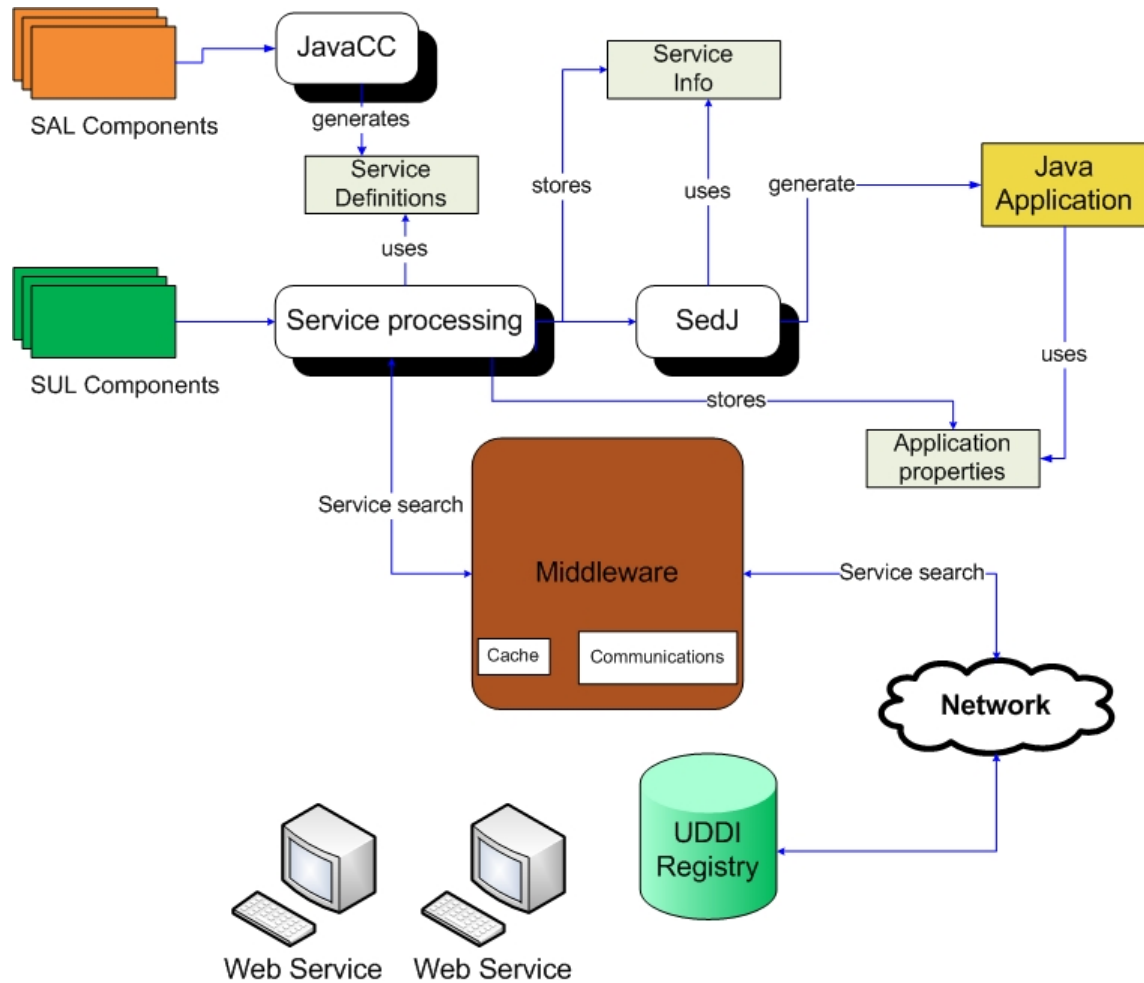 JavaCC
SAL Components
generates
Service
Info
Service
Definitions
stores
uses
generate
Java
Application
uses
Service processing
SedJ
SUL Components
uses
stores
Application
properties
Service search
Middleware
Service search
Cache
Communications
Network
UDDI
Registry
Web Service
Web Service